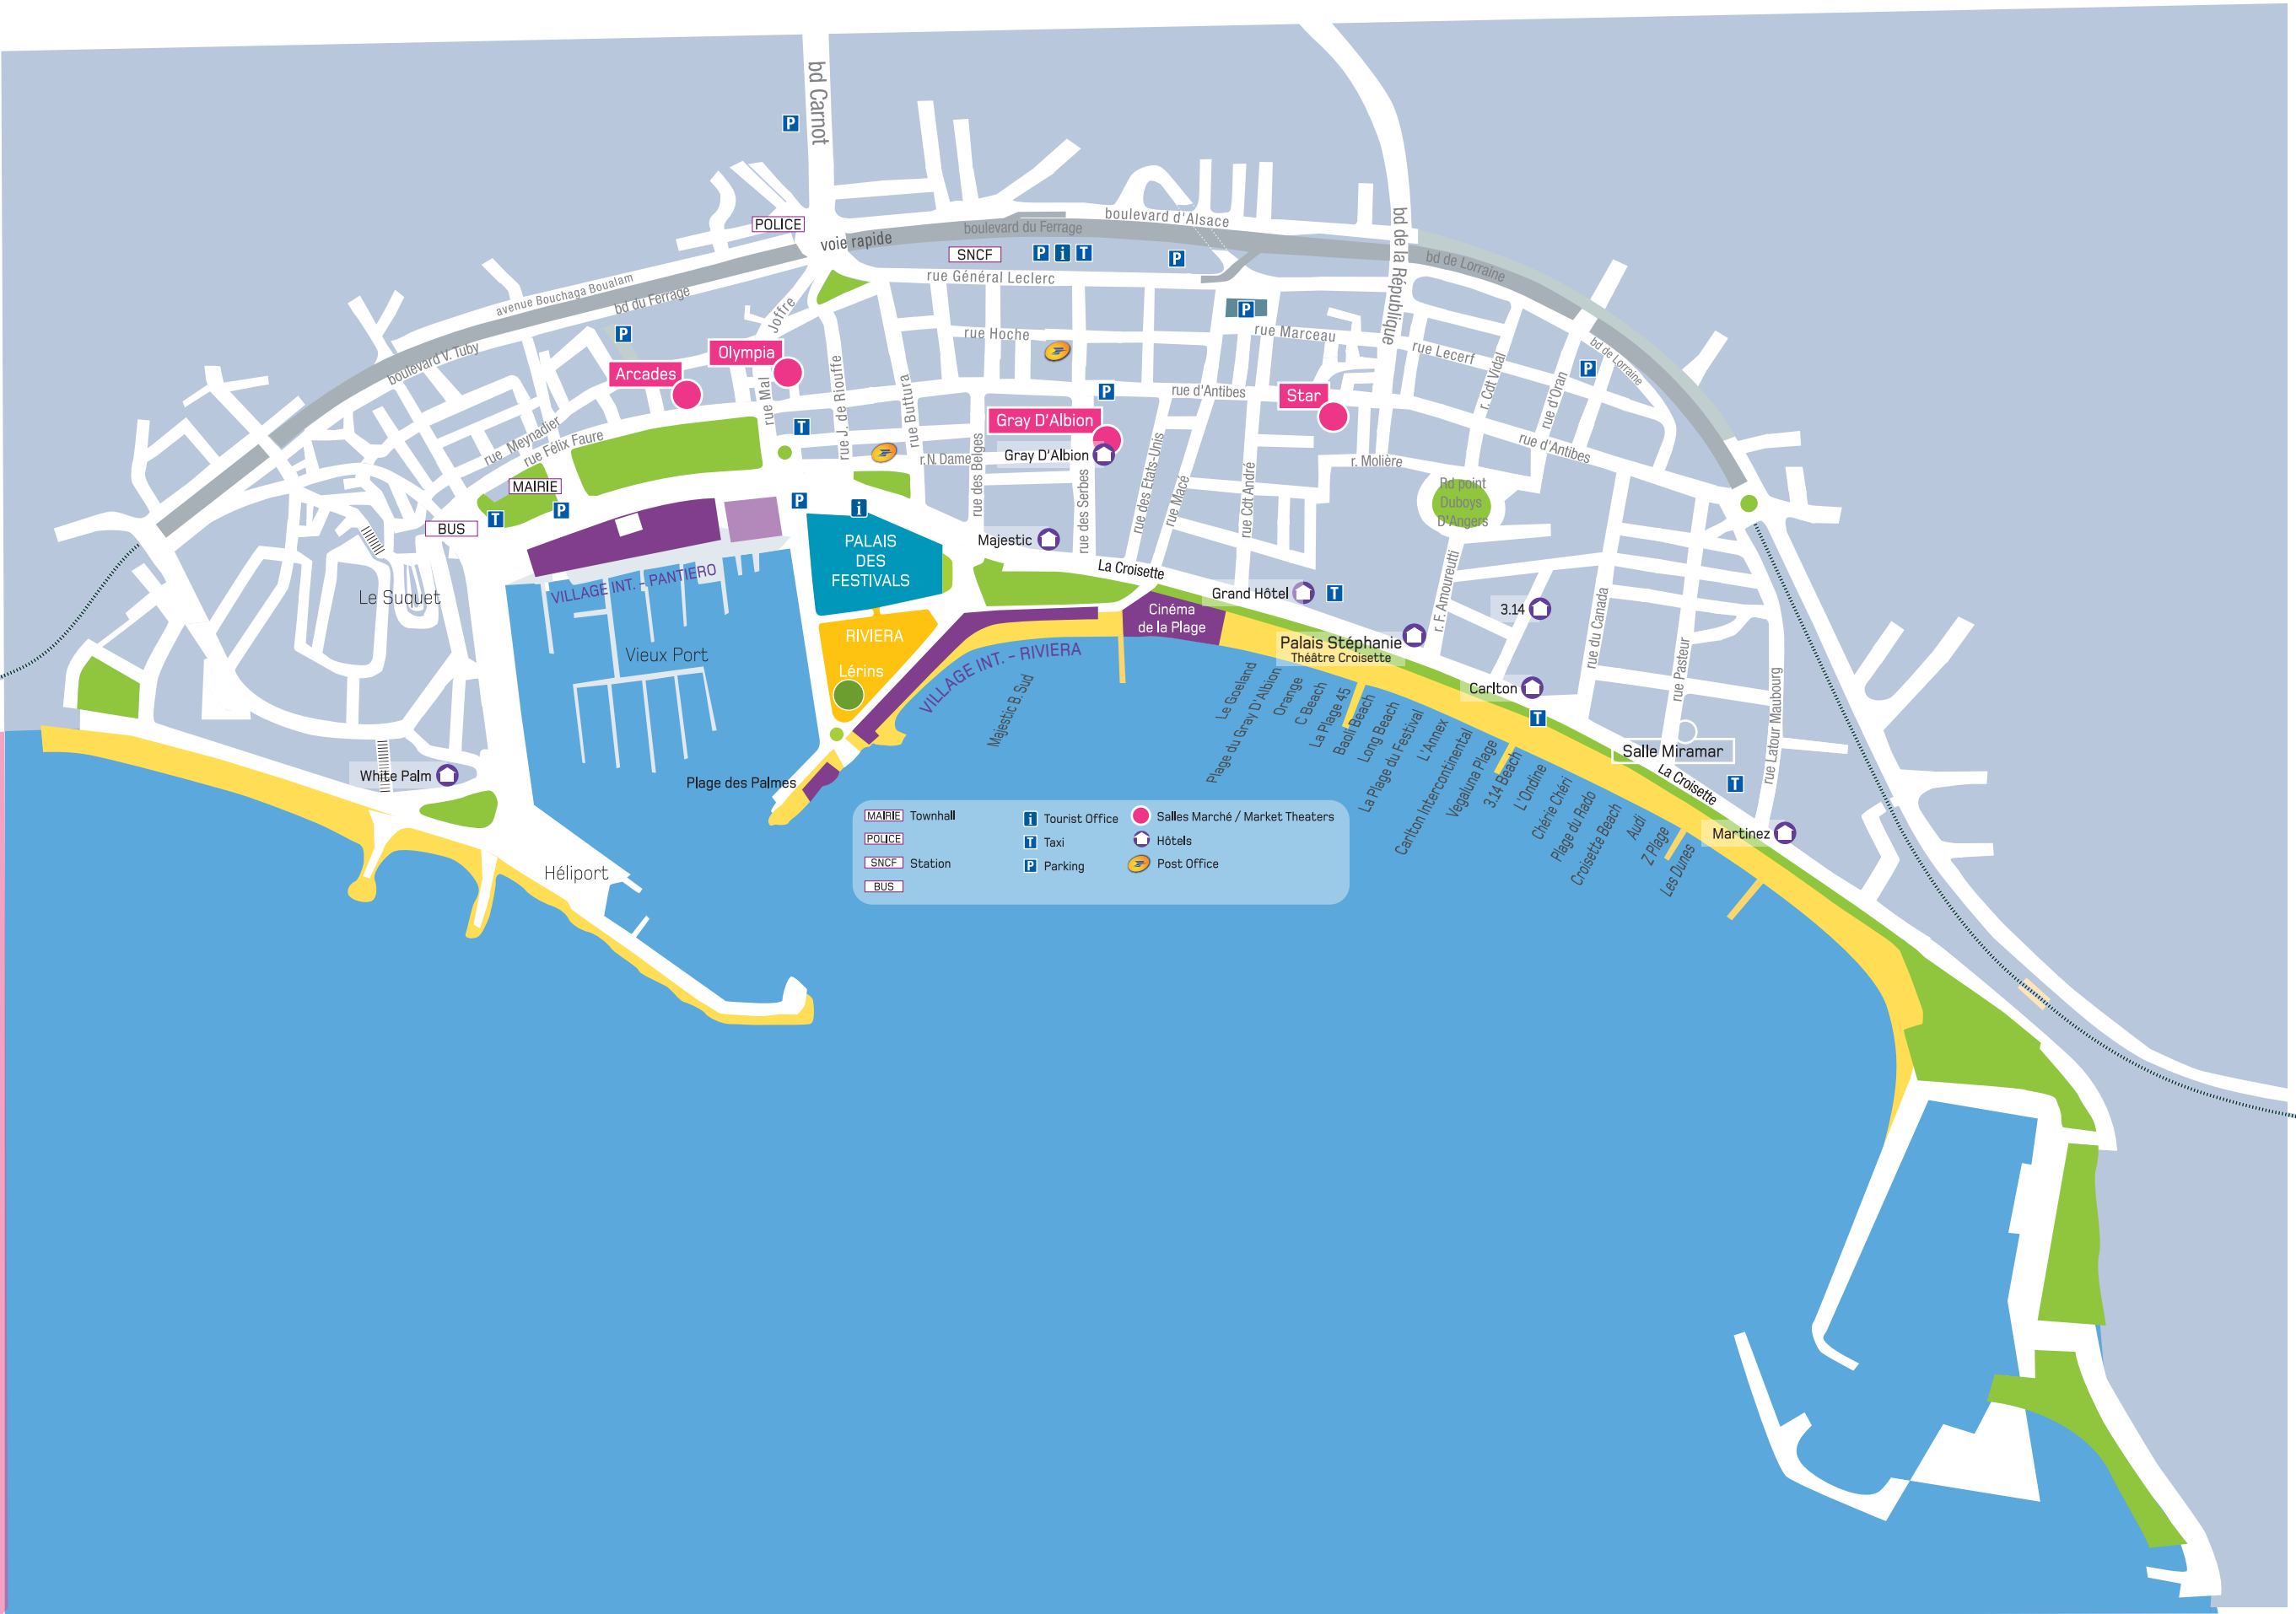 bd Carnot
P
POLICE
voie rapide
boulevard du Ferrage
boulevard d'Alsace
bd de la République
bd de Lorraine
bd de Lorraine
SNCF
P i T
P
rue Général Leclerc
avenue Bouchaga Boualam
bd du Ferrage
boulevard V. Tuby
P
Joffre
Olympia
Arcades
rue Mal
rue J. de Riouffe
rue Buttura
rue Hoche
P
rue Marceau
rue Lecerf
r. Cdt Vidal
rue d'Oran
P
P
rue d'Antibes
Star
Gray D'Albion
Gray D'Albion
rue Meynadier
rue Félix Faure
T
r.N. Dame
rue des Belges
rue des Serbes
rue des Etats-Unis
rue Mace
rue Cdt André
r. Molière
rue d'Antibes
Rd point
Duboys
D'Angers
MAIRIE
T
P
BUS
P
i
PALAIS
DES
FESTIVALS
Majestic
La Croisette
VILLAGE INT. - PANTIERO
Le Suquet
Vieux Port
RIVIERA
Lérins
VILLAGE INT. - RIVIERA
Cinéma
de la Plage
Grand Hôtel
T
r. F. Amoureutti
3.14
rue du Canada
rue Pasteur
rue Latour Maubourg
Palais Stéphanie
Théâtre Croisette
Carlton
T
Salle Miramar
La Croisette
T
Martinez
White Palm
Plage des Palmes
Héliport
Majestic B. Sud
Le Goeland
Plage du Gray D'Albion
Orange
C Beach
La Plage 45
Baoli Beach
Long Beach
La Plage du Festival
L'Annex
Carlton Intercontinental
Vegaluna Plage
3.14 Beach
L'Ondine
Chérie Chéri
Plage du Rado
Croisette Beach
Audi
Z Plage
Les Dunes
MAIRIE Townhall
POLICE
SNCF Station
BUS
i Tourist Office
T Taxi
P Parking
Salles Marché / Market Theaters
Hôtels
Post Office